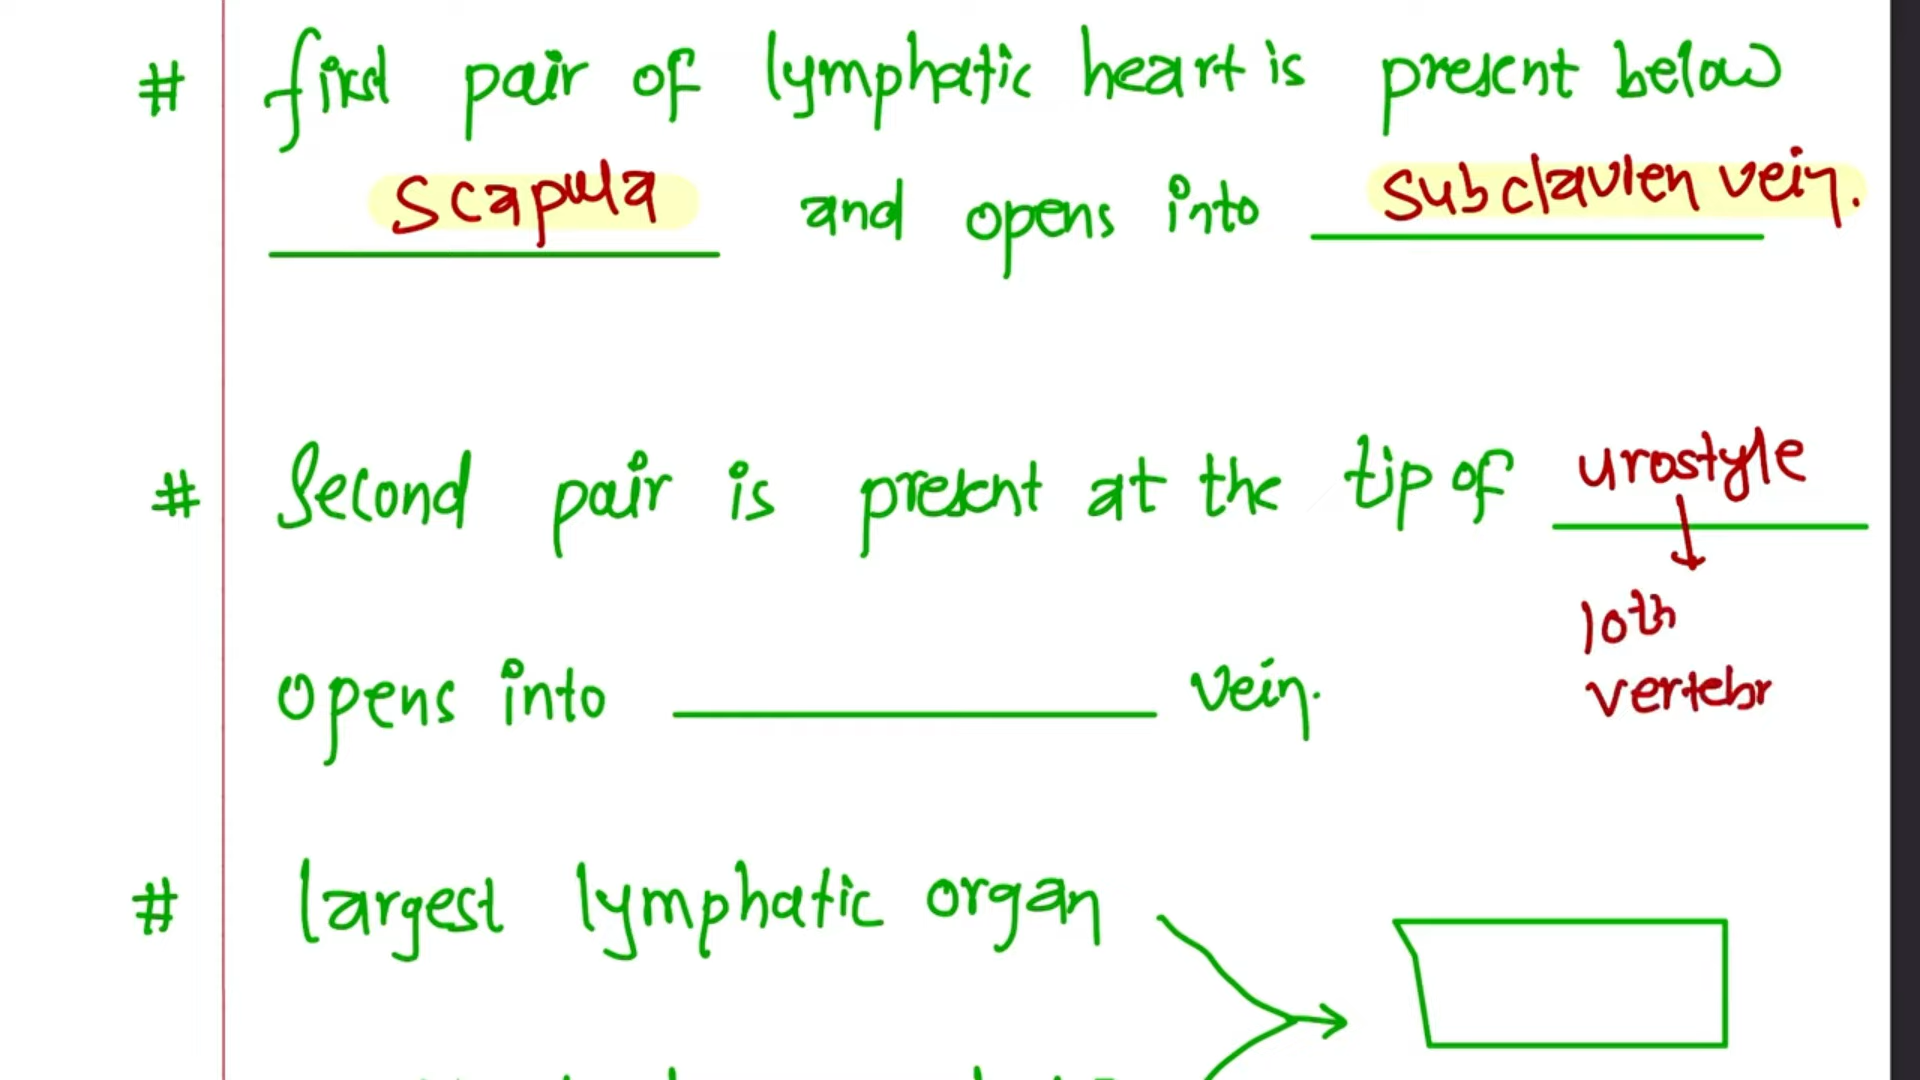 # first pair of lymphatic heart is present below
scapula and opens into subclavien vein.
# Second pair is present at the tip of urostyle
10th
opens into vein.
vertebr
# largest lymphatic organ